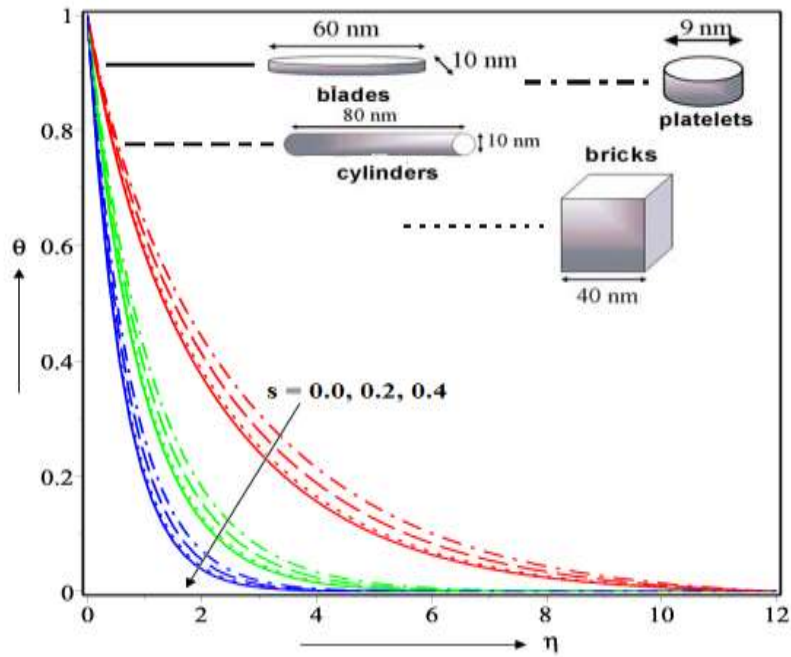 1
60 nm
9 nm
10 nm
blades
platelets
0.8
80 nm
10 nm
cylinders
bricks
θ
0.6
40 nm
0.4
s = 0.0, 0.2, 0.4
0.2
0
0
2
4
6
8
10
12
η